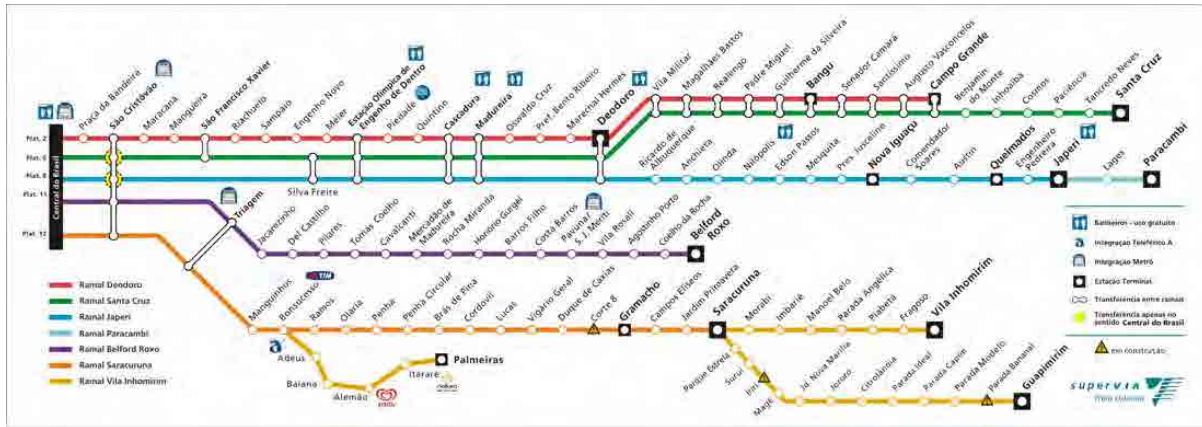 Central do Brasil
Plat. 2
Plat. 6
Plat. 8
Plat. 11
Plat. 12
Praça da Bandeira
São Cristóvão
Maracanã
Mangueira
São Francisco Xavier
Riachuelo
Sampaio
Engenho Novo
Méier
Estação Olímpica de
Engenho de Dentro
Piedade
Quintino
Cascadura
Madureira
Oswaldo Cruz
Pref. Bento Ribeiro
Marechal Hermes
Deodoro
Vila Militar
Magalhães Bastos
Realengo
Padre Miguel
Guilherme da Silveira
Bangu
Senador Camará
Santíssimo
Augusto Vasconcelos
Campo Grande
Benjamin
do Monte
Inhoaíba
Cosmos
Paciência
Tancredo Neves
Santa Cruz
Silva Freire
Ricardo de
Albuquerque
Anchieta
Olinda
Nilópolis
Edson Passos
Mesquita
Pres. Juscelino
Nova Iguaçu
Comendador
Soares
Austin
Queimados
Engenheiro
Pedreira
Japeri
Lages
Paracambi
Triagem
Jacarezinho
Del Castilho
Pilares
Tomás Coelho
Cavalcanti
Mercadão de
Madureira
Rocha Miranda
Honório Gurgel
Barros Filho
Costa Barros
Pavuna/
S. J. Meriti
Vila Rosali
Agostinho Porto
Coelho da Rocha
Belford
Roxo
TIM
Manguinhos
Bonsucesso
Ramos
Olaria
Penha
Penha Circular
Brás de Pina
Cordovil
Lucas
Vigário Geral
Duque de Caxias
Corte 8
Gramacho
Campos Elíseos
Jardim Primavera
Saracuruna
Morabi
Imbariê
Manoel Belo
Parada Angélica
Piabetá
Fragoso
Vila Inhomirim
Adeus
Baiana
Alemão
Itararé
Palmeiras
Parque Estrela
Suruí
Iriri
Magé
Jd. Nova Marília
Jororó
Citrolândia
Parada Ideal
Parada Capim
Parada Modelo
Parada Bananal
Guapimirim
Ramal Deodoro
Ramal Santa Cruz
Ramal Japeri
Ramal Paracambi
Ramal Belford Roxo
Ramal Saracuruna
Ramal Vila Inhomirim
Banheiros - uso gratuito
Integração Teleférico A
Integração Metrô
Estação Terminal
Transferência entre ramais
Transferência apenas no
sentido Central do Brasil
em construção
SUPERVIA